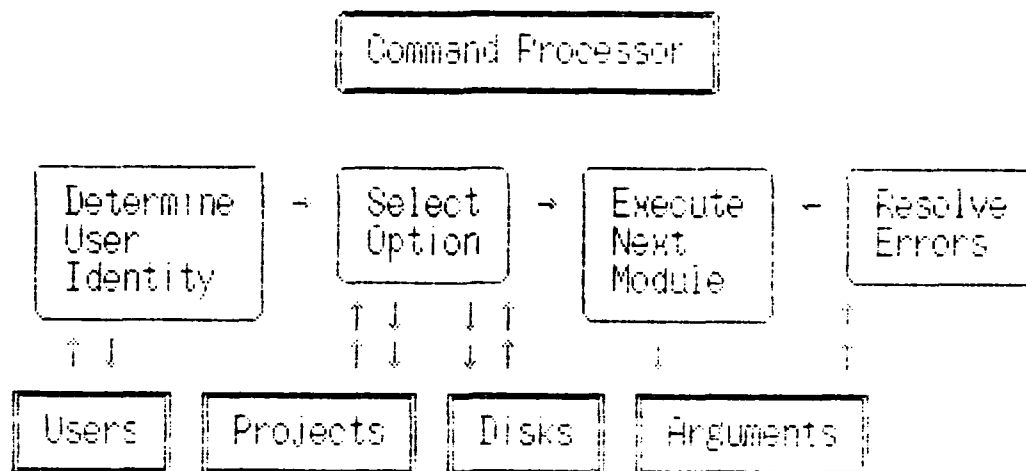 Command Processor
Determine
User
Identity
Select
Option
Execute
Next
Module
Resolve
Errors
Users
Projects
Disks
Arguments